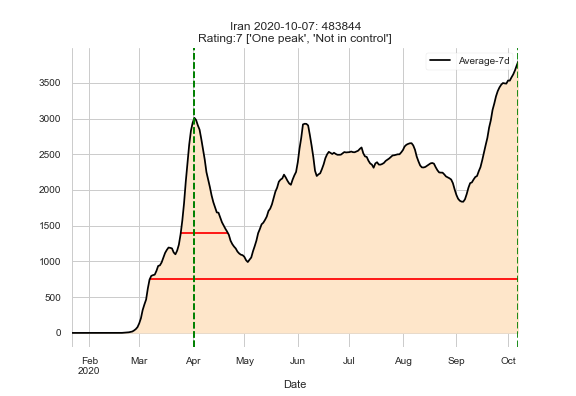 Iran 2020-10-07: 483844
Rating:7 ['One peak', 'Not in control']
Average-7d
3500
3000
2500
2000
1500
1000
500
0
Feb Mar Apr May Jun Jul Aug Sep Oct
2020
Date